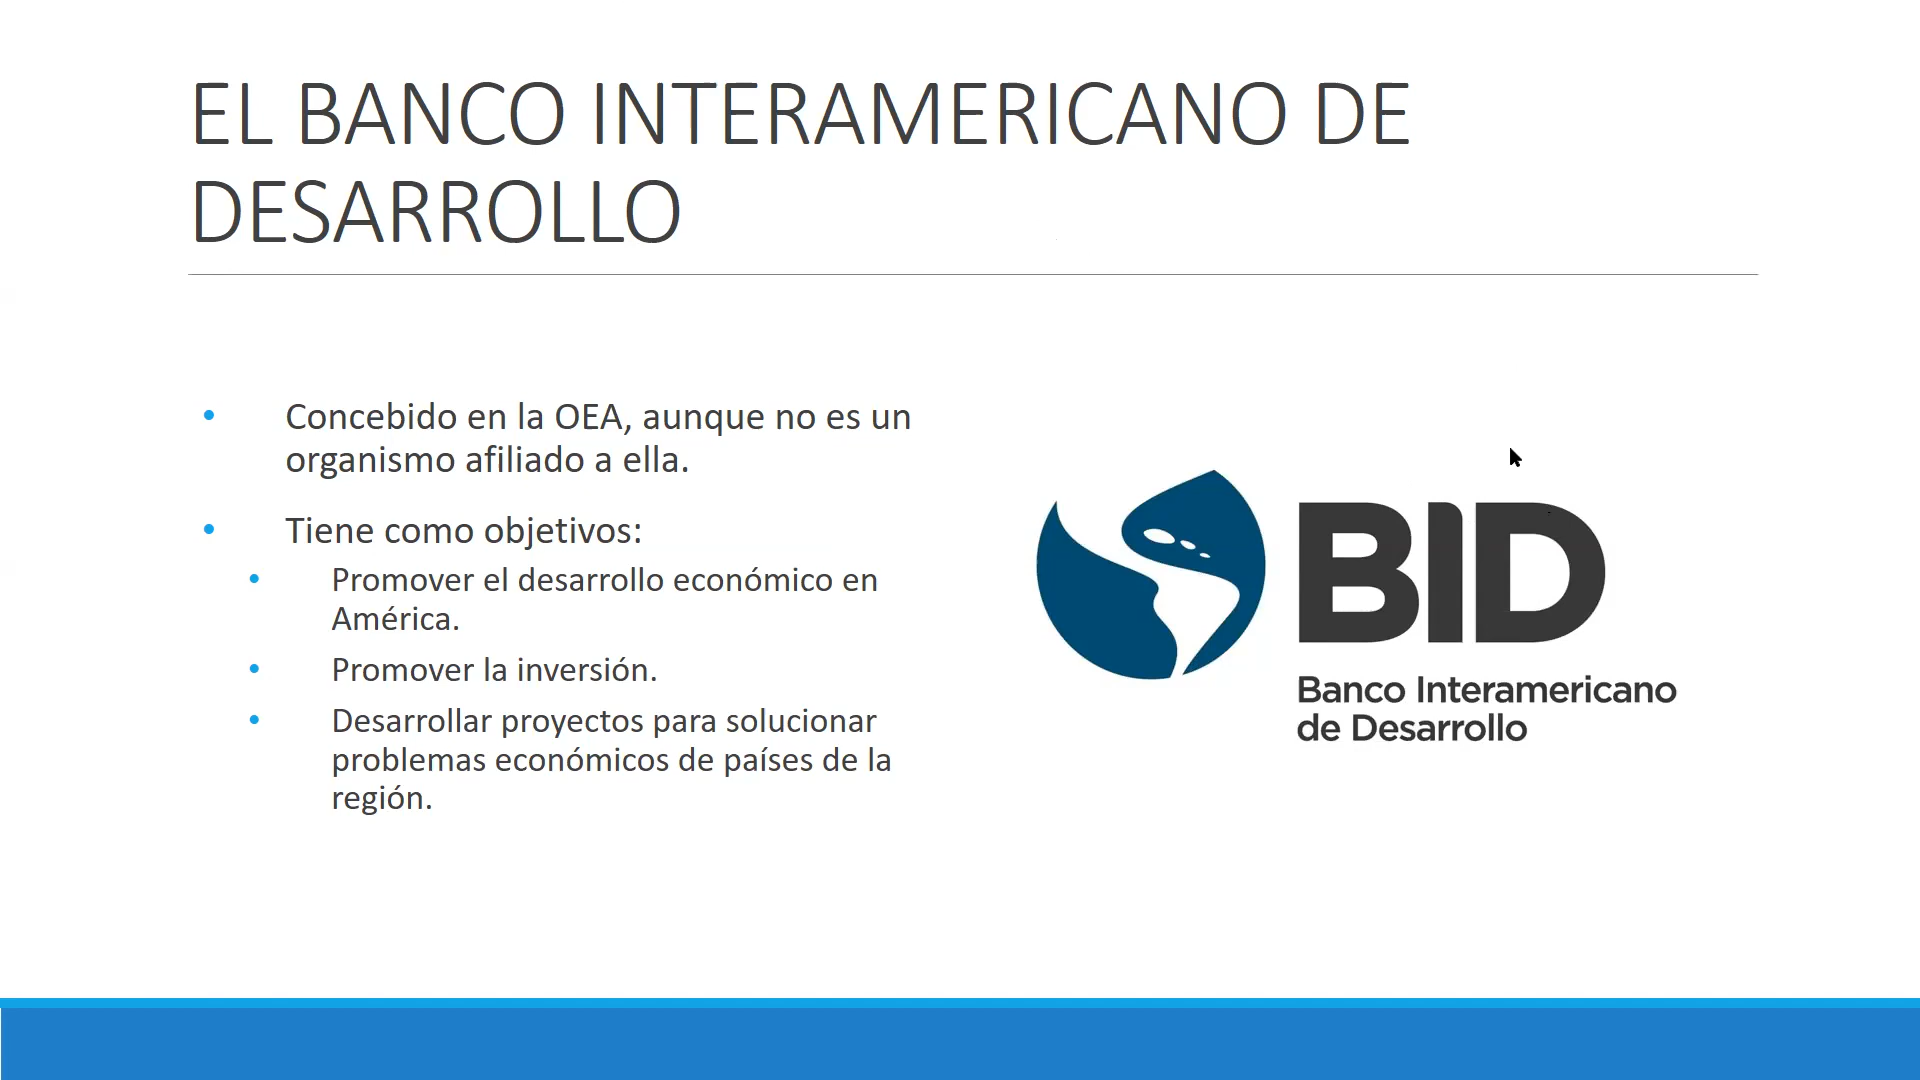 EL BANCO INTERAMERICANO DE
DESARROLLO
• Concebido en la OEA, aunque no es un
organismo afiliado a ella.
• Tiene como objetivos:
• Promover el desarrollo económico en
América.
• Promover la inversión.
• Desarrollar proyectos para solucionar
problemas económicos de países de la
región.
BID
Banco Interamericano
de Desarrollo